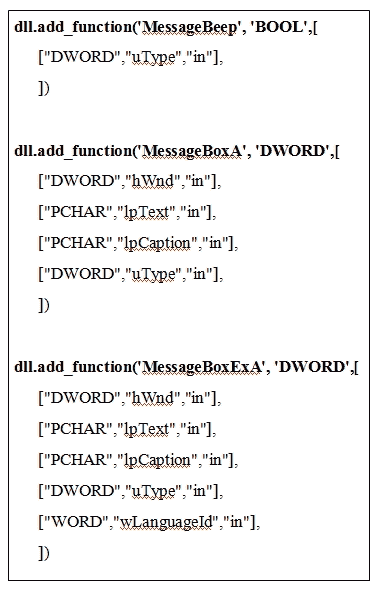 dll.add_function('MessageBeep', 'BOOL',[
["DWORD","uType","in"],
])
dll.add_function('MessageBoxA', 'DWORD',[
["DWORD","hWnd","in"],
["PCHAR","lpText","in"],
["PCHAR","lpCaption","in"],
["DWORD","uType","in"],
])
dll.add_function('MessageBoxExA', 'DWORD',[
["DWORD","hWnd","in"],
["PCHAR","lpText","in"],
["PCHAR","lpCaption","in"],
["DWORD","uType","in"],
["WORD","wLanguageId","in"],
])